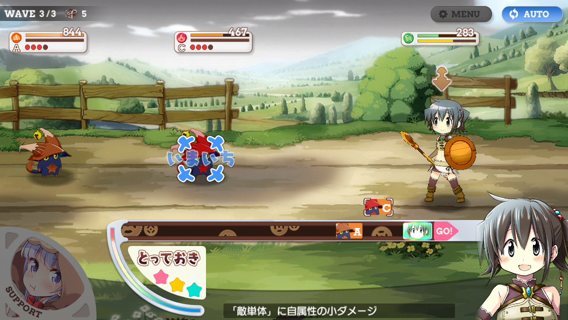 WAVE 3/3 5
MENU
AUTO
844
A
467
C
283
いまいち
C
A
GO!
とっておき
SUPPORT
「敵単体」に自属性の小ダメージ